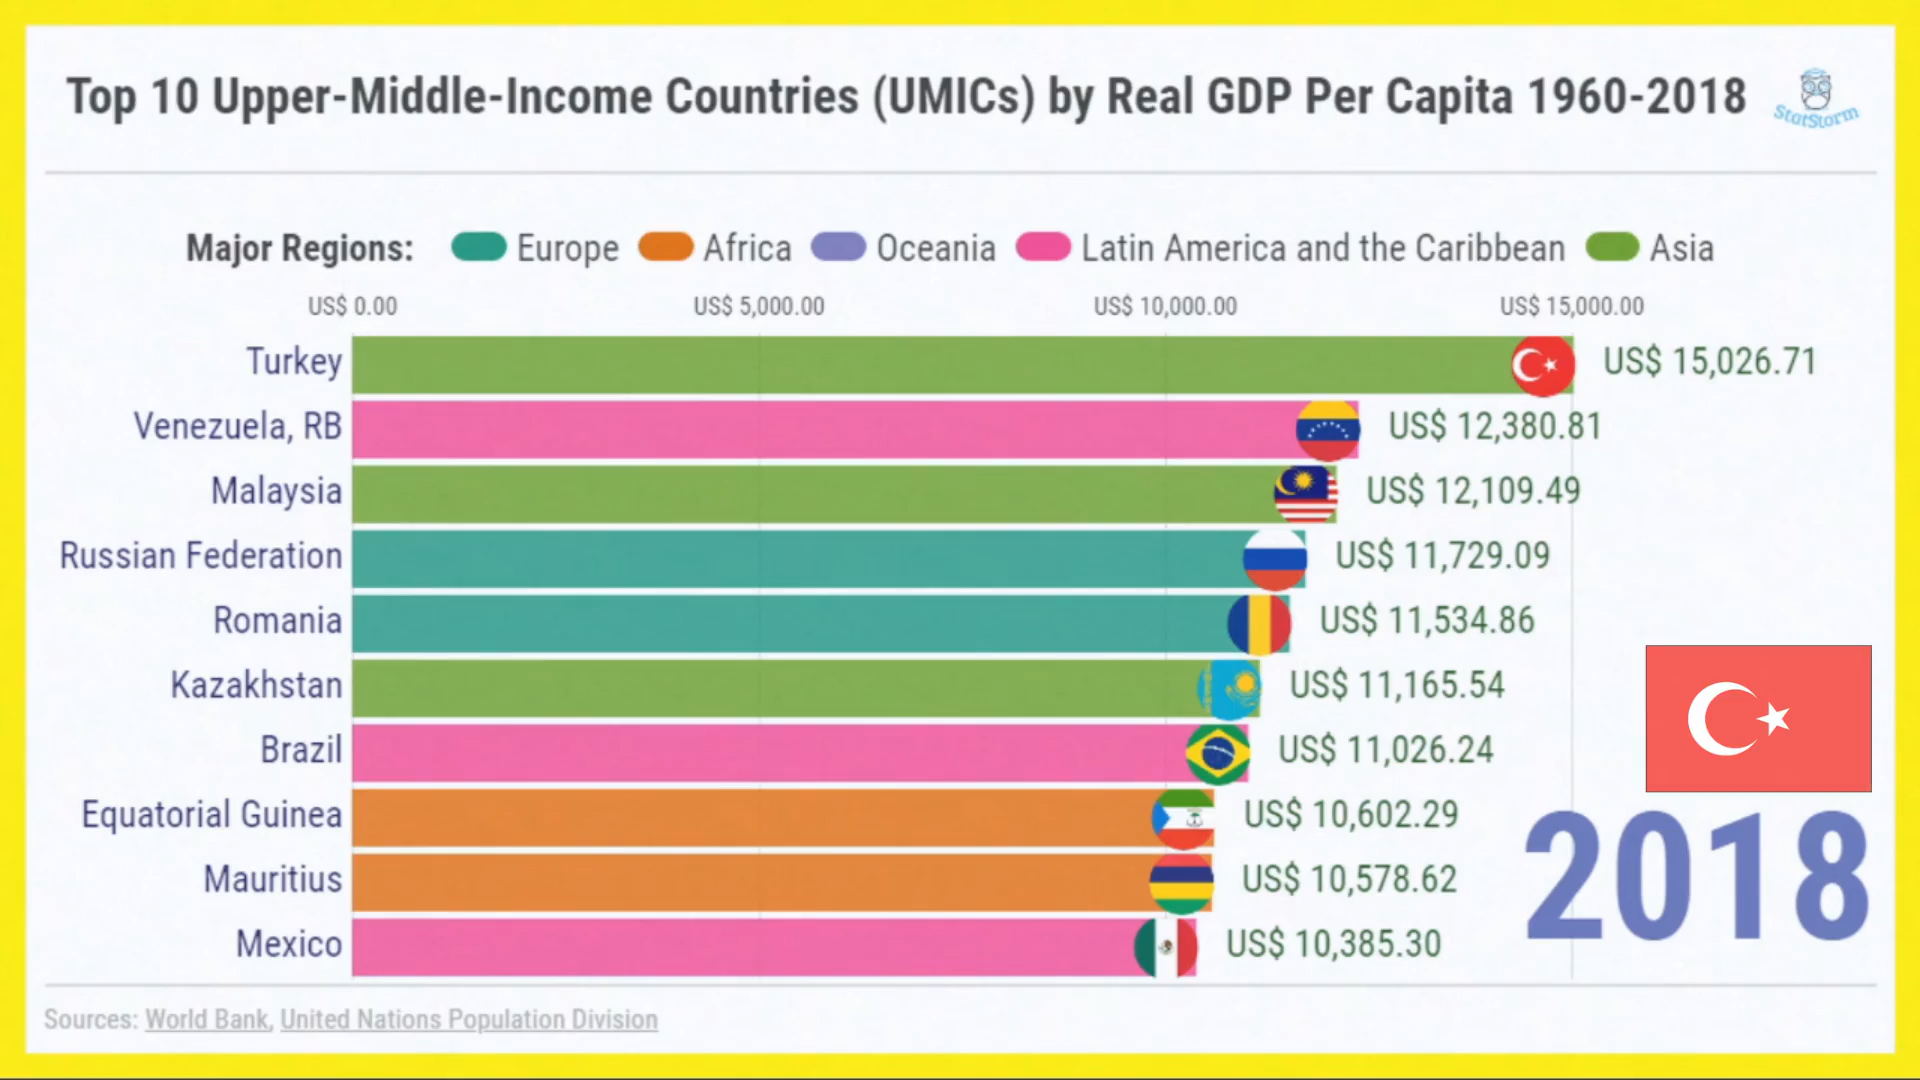 Top 10 Upper-Middle-Income Countries (UMICs) by Real GDP Per Capita 1960-2018
StatStorm
Major Regions: Europe Africa Oceania Latin America and the Caribbean Asia
US$ 0.00 US$ 5,000.00 US$ 10,000.00 US$ 15,000.00
Turkey US$ 15,026.71
Venezuela, RB US$ 12,380.81
Malaysia US$ 12,109.49
Russian Federation US$ 11,729.09
Romania US$ 11,534.86
Kazakhstan US$ 11,165.54
Brazil US$ 11,026.24
Equatorial Guinea US$ 10,602.29
Mauritius US$ 10,578.62
Mexico US$ 10,385.30
2018
Sources: World Bank, United Nations Population Division